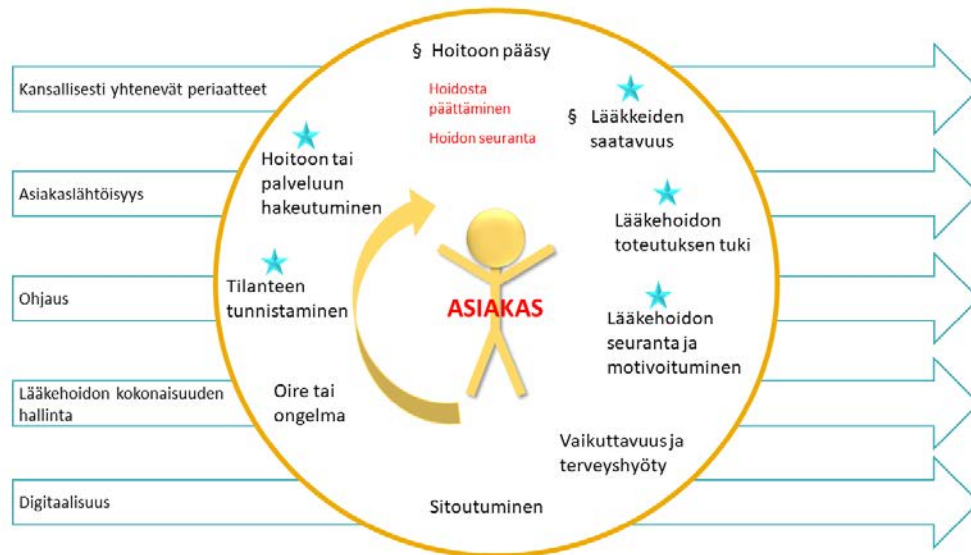 Kansallisesti yhtenevät periaatteet
Asiakaslähtöisyys
Ohjaus
Lääkehoidon kokonaisuuden
hallinta
Digitaalisuus
Oire tai
ongelma
Tilanteen
tunnistaminen
Hoitoon tai
palveluun
hakeutuminen
§ Hoitoon pääsy
Hoidosta
päättäminen
Hoidon seuranta
§ Lääkkeiden
saatavuus
Lääkehoidon
toteutuksen tuki
Lääkehoidon
seuranta ja
motivoituminen
Vaikuttavuus ja
terveyshyöty
Sitoutuminen
ASIAKAS